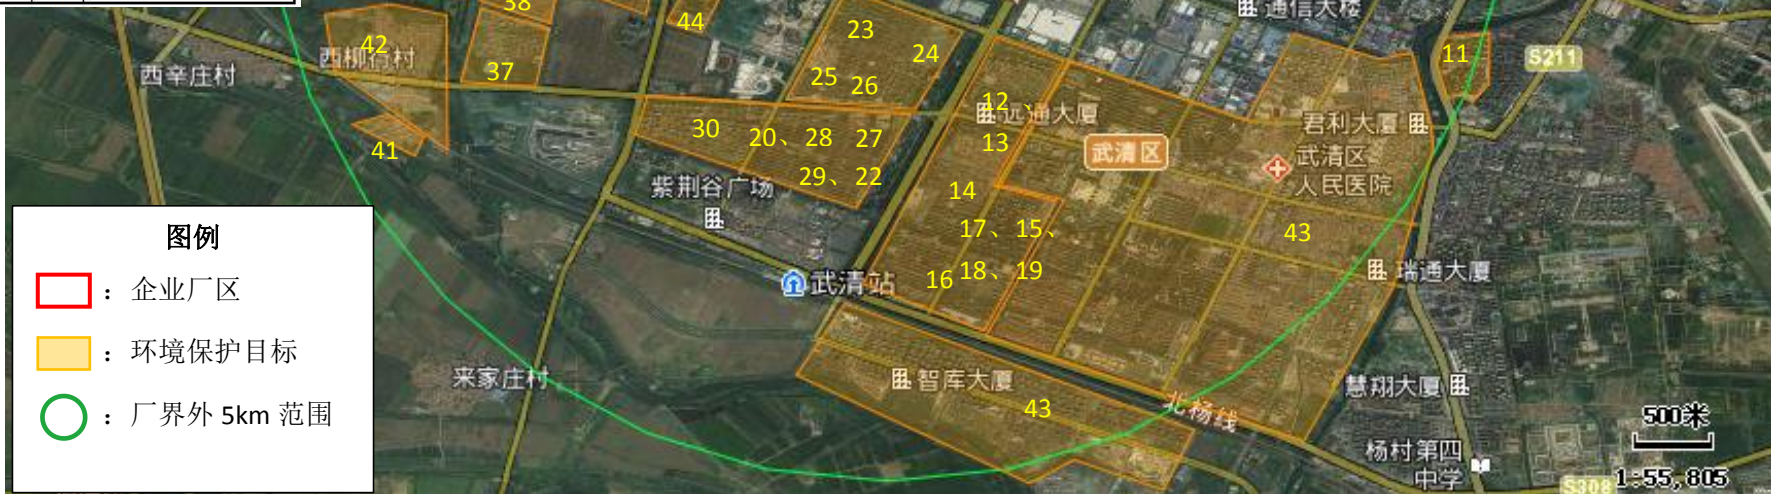 38
44
23
24
25
26
通信大楼
11
S211
42
西柳行村
西辛庄村
37
41
30
20、28
27
29、22
12、
远通大厦
13
武清区
君利大厦
武清区
人民医院
紫荆谷广场
14
17、15、
43
16
18、19
武清站
瑞通大厦
图例
：企业厂区
：环境保护目标
：厂界外 5km 范围
来家庄村
智库大厦
43
北杨线
慧翔大厦
杨村第四
中学
500米
S308
1:55,805